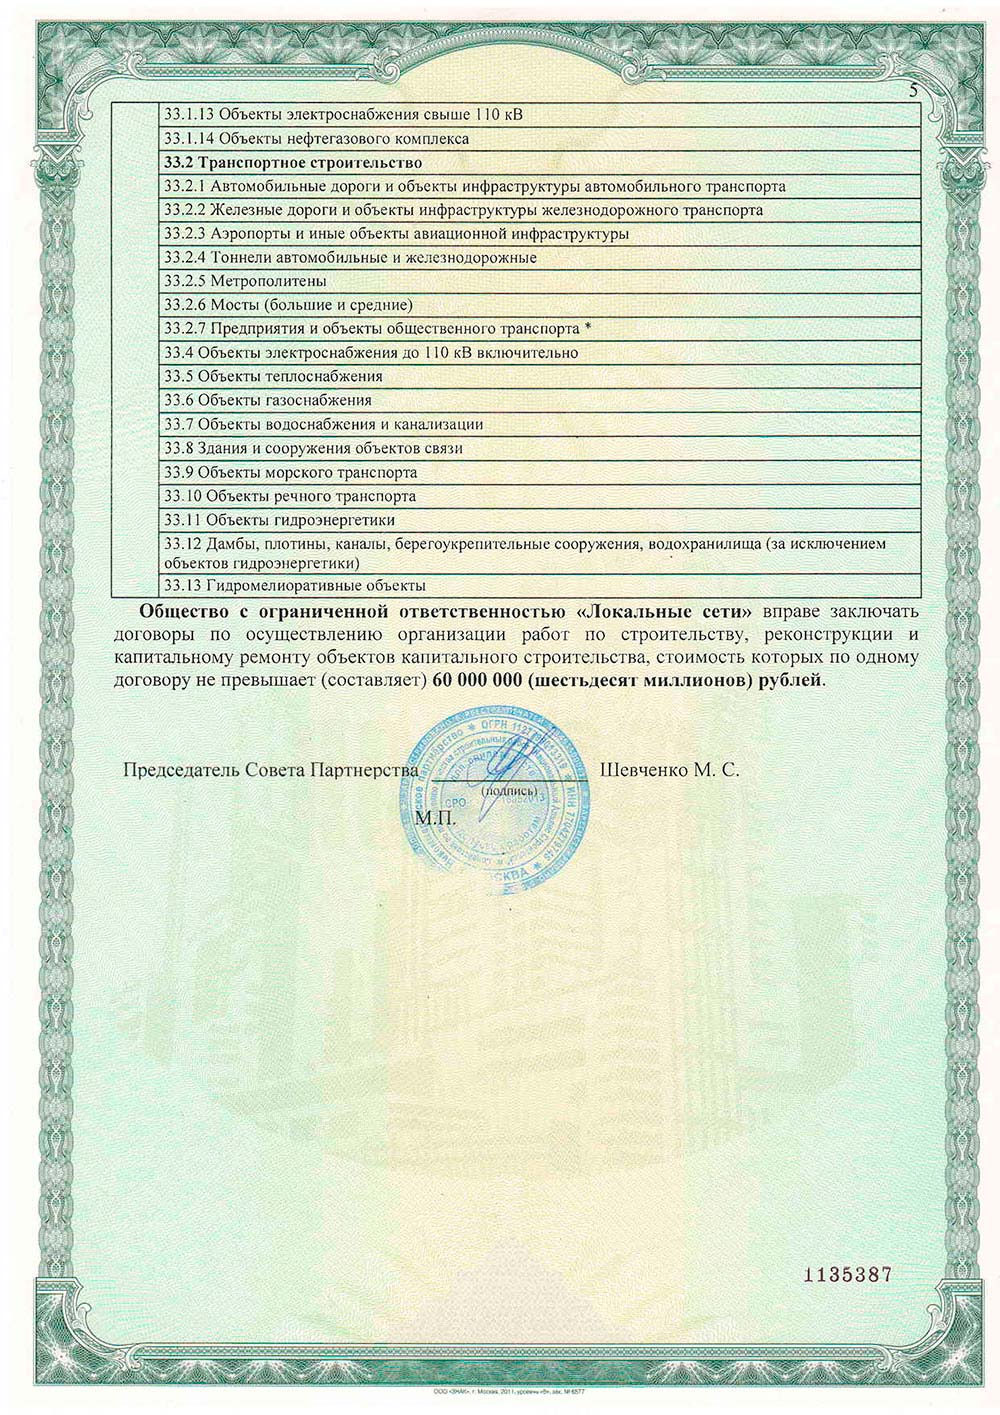 5
33.1.13 Объекты электроснабжения свыше 110 кВ
33.1.14 Объекты нефтегазового комплекса
33.2 Транспортное строительство
33.2.1 Автомобильные дороги и объекты инфраструктуры автомобильного транспорта
33.2.2 Железные дороги и объекты инфраструктуры железнодорожного транспорта
33.2.3 Аэропорты и иные объекты авиационной инфраструктуры
33.2.4 Тоннели автомобильные и железнодорожные
33.2.5 Метрополитены
33.2.6 Мосты (большие и средние)
33.2.7 Предприятия и объекты общественного транспорта *
33.4 Объекты электроснабжения до 110 кВ включительно
33.5 Объекты теплоснабжения
33.6 Объекты газоснабжения
33.7 Объекты водоснабжения и канализации
33.8 Здания и сооружения объектов связи
33.9 Объекты морского транспорта
33.10 Объекты речного транспорта
33.11 Объекты гидроэнергетики
33.12 Дамбы, плотины, каналы, берегоукрепительные сооружения, водохранилища (за исключением
объектов гидроэнергетики)
33.13 Гидромелиоративные объекты
Общество с ограниченной ответственностью «Локальные сети» вправе заключать
договоры по осуществлению организации работ по строительству, реконструкции и
капитальному ремонту объектов капитального строительства, стоимость которых по одному
договору не превышает (составляет) 60 000 000 (шестьдесят миллионов) рублей.
Председатель Совета Партнерства Шевченко М. С.
(подпись)
М.П.
партнерство * ОГРН
ИНН 7704219746
СРО
1135387
ООО «ЗНАК», г. Москва, 2011, уровень «В», зак. № 6577